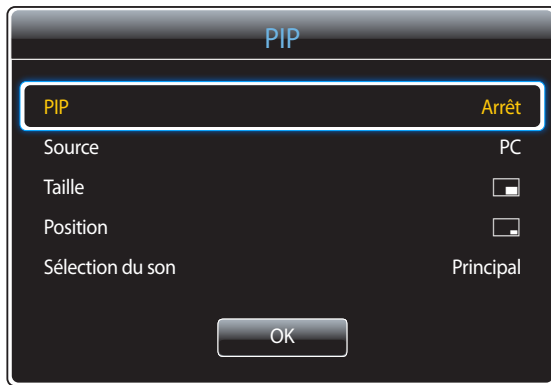 PIP
PIP Arrêt
Source PC
Taille
Position
Sélection du son Principal
OK